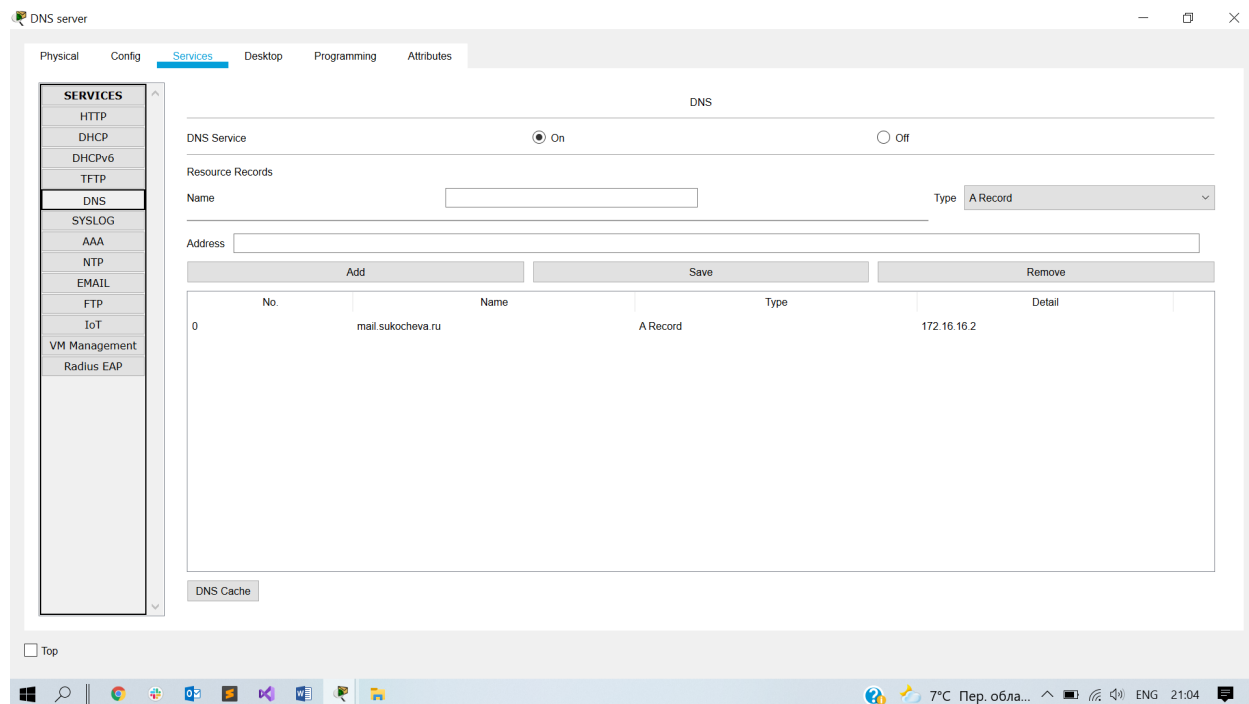 DNS server
Physical Config Services Desktop Programming Attributes
SERVICES
HTTP
DHCP
DHCPv6
TFTP
DNS
SYSLOG
AAA
NTP
EMAIL
FTP
IoT
VM Management
Radius EAP
DNS
DNS Service On Off
Resource Records
Name Type A Record
Address
Add Save Remove
No. Name Type Detail
0 mail.sukocheva.ru A Record 172.16.16.2
DNS Cache
Top
7°C Пер. обла... ENG 21:04